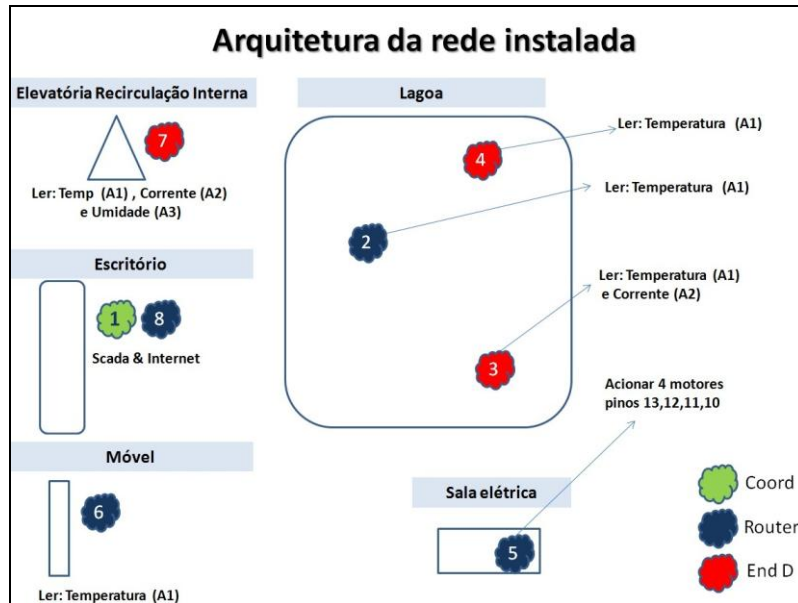 Arquitetura da rede instalada
Elevatória Recirculação Interna
7
Ler: Temp (A1) , Corrente (A2)
e Umidade (A3)
Escritório
1
8
Scada & Internet
Móvel
6
Ler: Temperatura (A1)
Lagoa
4
Ler: Temperatura (A1)
2
Ler: Temperatura (A1)
3
Ler: Temperatura (A1)
e Corrente (A2)
Sala elétrica
5
Acionar 4 motores
pinos 13,12,11,10
Coord
Router
End D